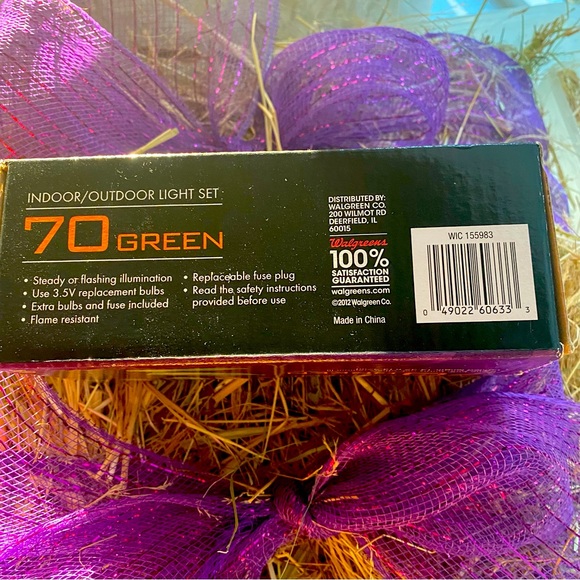 INDOOR/OUTDOOR LIGHT SET
70 GREEN
• Steady or flashing illumination
• Use 3.5V replacement bulbs
• Extra bulbs and fuse included
• Flame resistant
• Replaceable fuse plug
• Read the safety instructions
provided before use
DISTRIBUTED BY:
WALGREEN CO.
200 WILMOT RD
DEERFIELD, IL
60015
Walgreens
100%
SATISFACTION
GUARANTEED
walgreens.com
©2012 Walgreen Co.
Made in China
WIC 155983
0 49022 60633 3